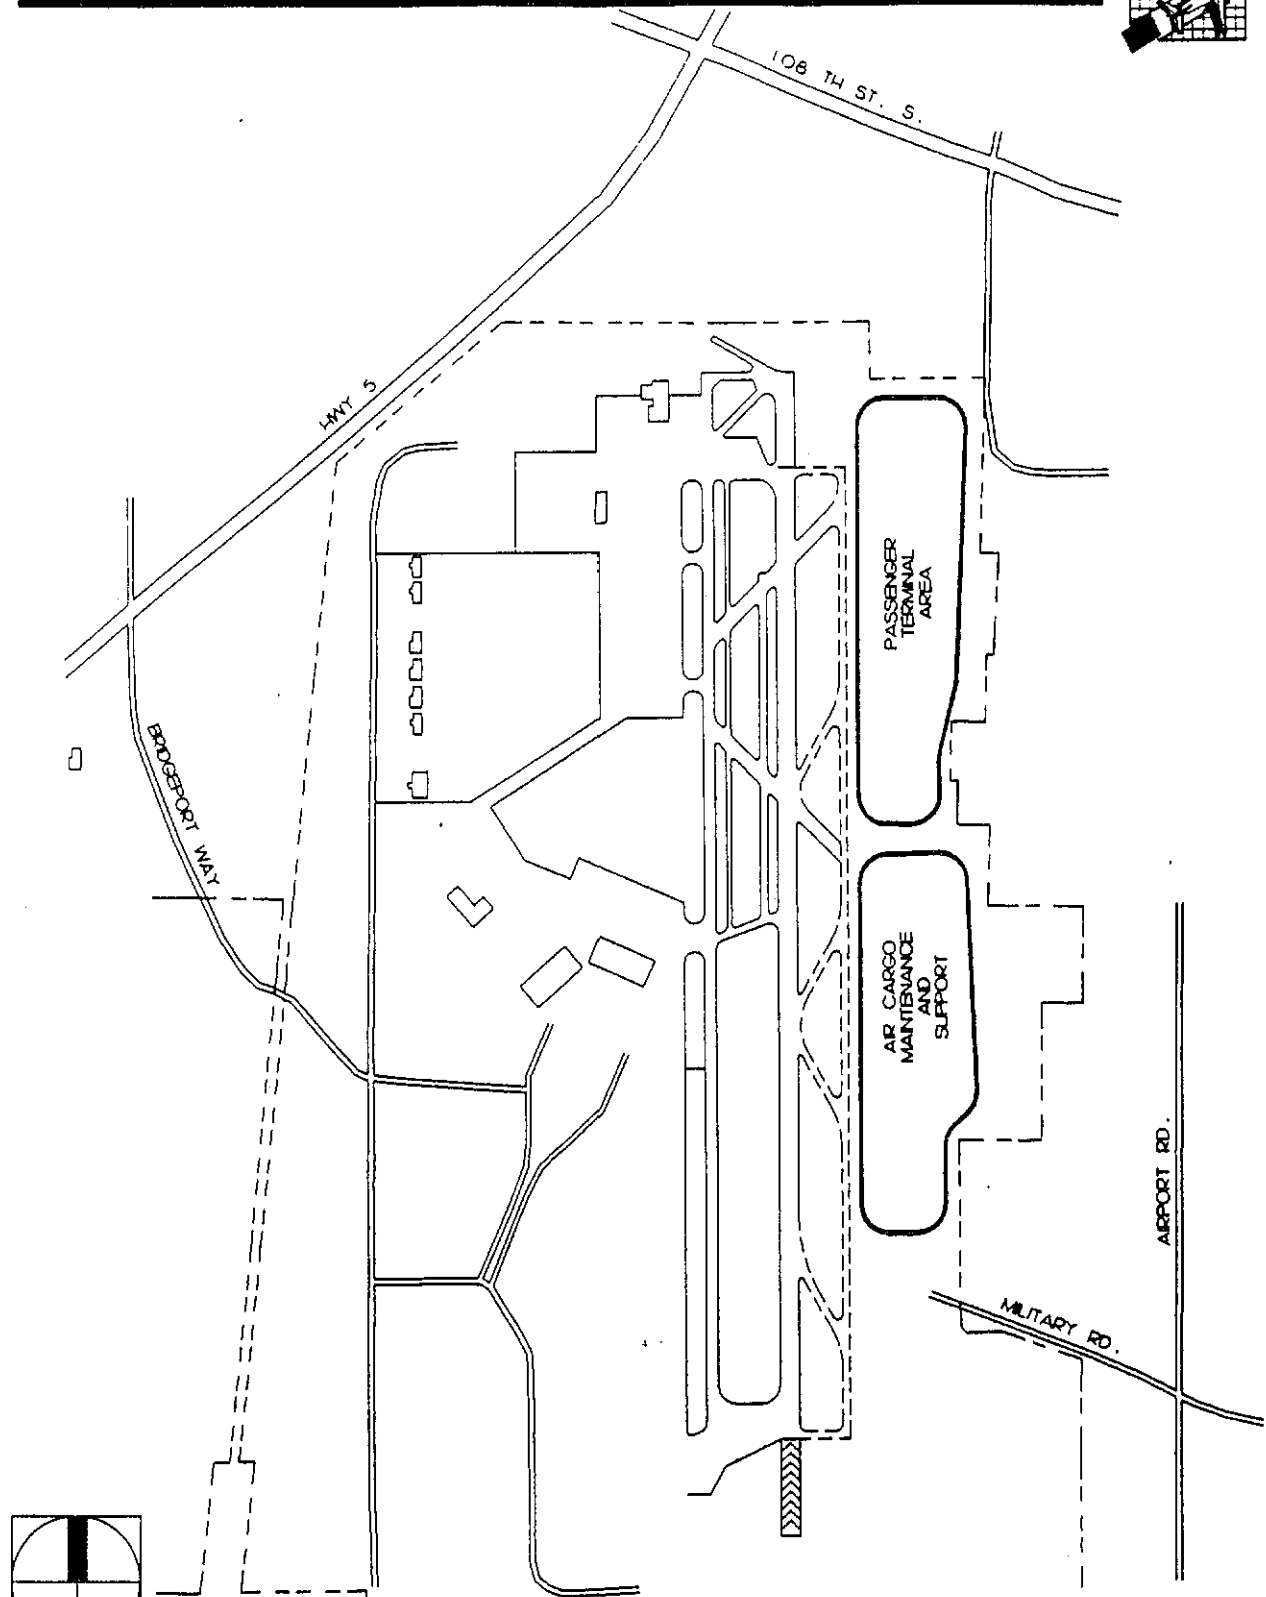 108 TH ST. S.
HWY 5
PASSENGER
TERMINAL
AREA
BRIDGEPORT WAY
AIR CARGO
MAINTENANCE
AND
SUPPORT
AIRPORT RD.
MILITARY RD.